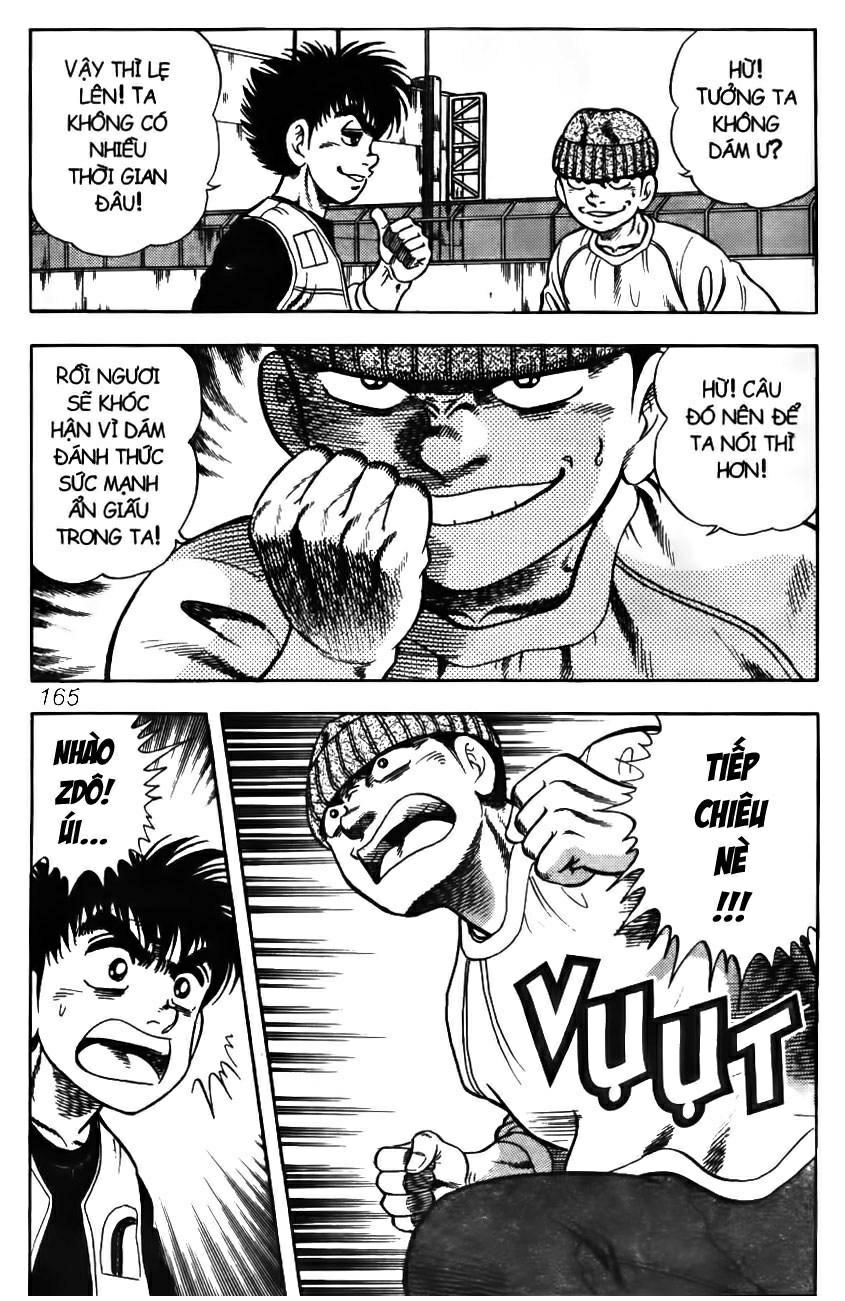 HỪ!
TƯỞNG TA
KHÔNG
DÁM Ư?
VẬY THÌ LẸ
LÊN! TA
KHÔNG CÓ
NHIỀU
THỜI GIAN
ĐÂU!
HỪ! CÂU
ĐÓ NÊN ĐỂ
TA NÓI THÌ
HƠN!
RỒI NGƯƠI
SẼ KHÓC
HẬN VÌ DÁM
ĐÁNH THỨC
SỨC MẠNH
ẨN GIẤU
TRONG TA!
165
TIẾP
CHIÊU
NÈ
!!!
VỤỤT
NHÀO
ZDÔ!
ÚI...